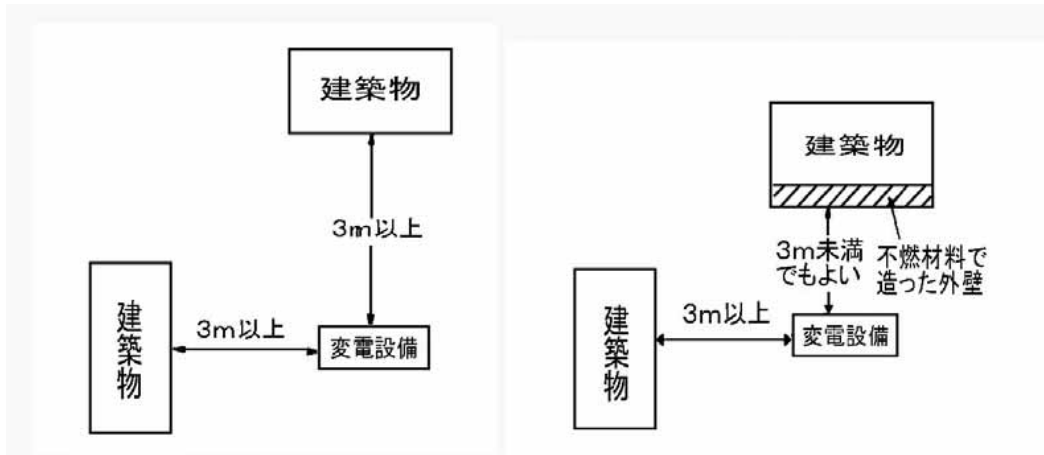 建築物
3m以上
建築物
3m以上
変電設備
建築物
3m未満
でもよい
不燃材料で
造った外壁
建築物
3m以上
変電設備